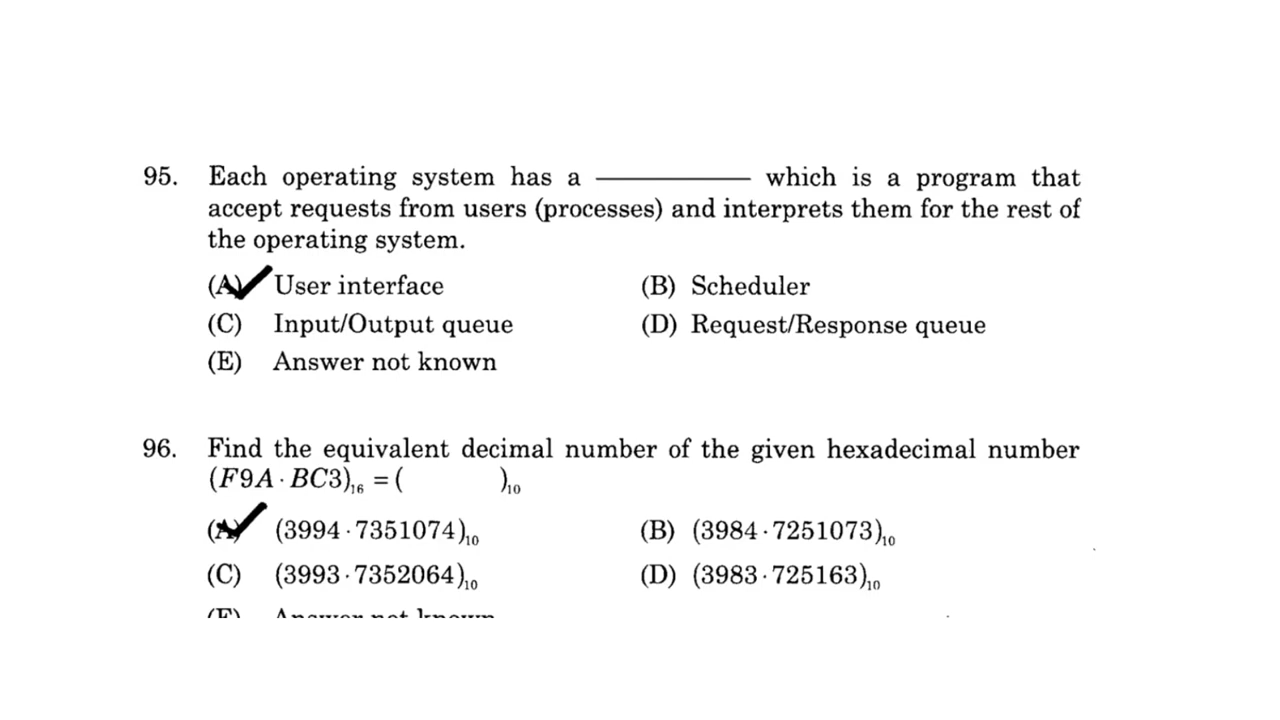 95. Each operating system has a ———— which is a program that
accept requests from users (processes) and interprets them for the rest of
the operating system.
(A) User interface (B) Scheduler
(C) Input/Output queue (D) Request/Response queue
(E) Answer not known
96. Find the equivalent decimal number of the given hexadecimal number
(F9A·BC3)₁₆ = ( )₁₀
(A) (3994·7351074)₁₀ (B) (3984·7251073)₁₀
(C) (3993·7352064)₁₀ (D) (3983·725163)₁₀
(E) Answer not known